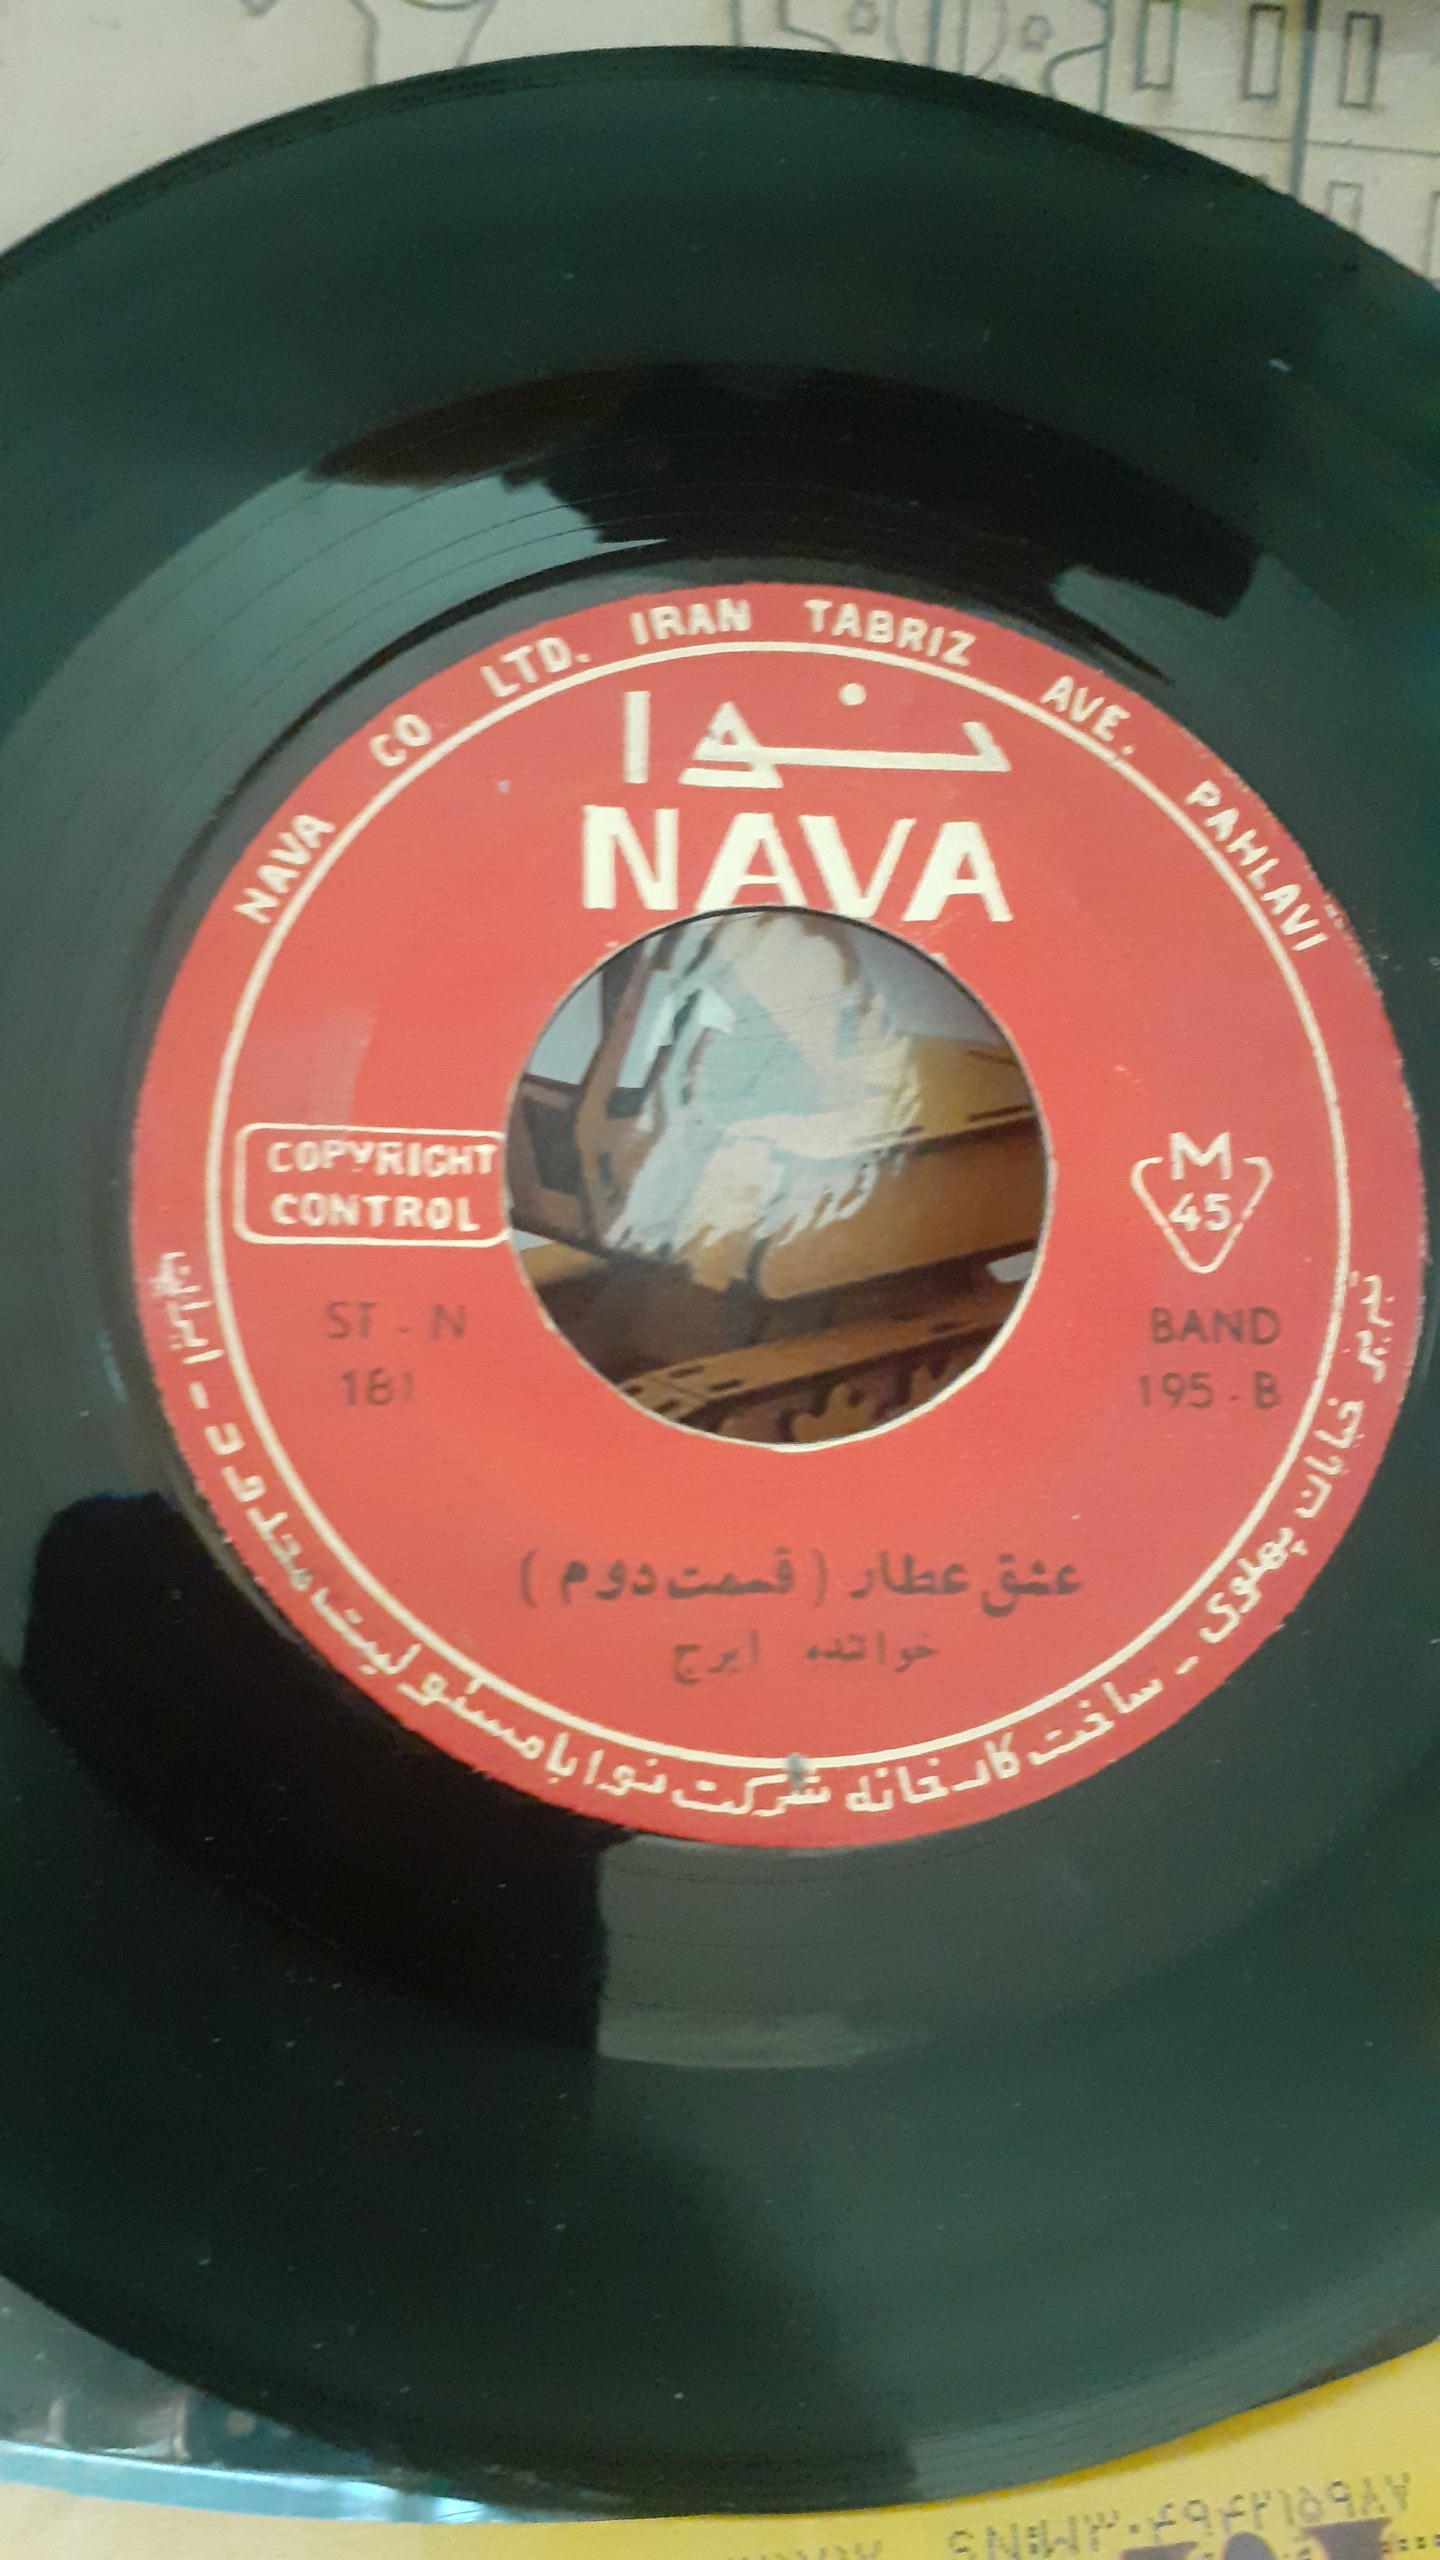 NAVA CO LTD. IRAN TABRIZ AVE. PAHLAVI
نوا
NAVA
COPYRIGHT
CONTROL
M
45
ST - N
181
BAND
195 - B
عشق عطار ( قسمت دوم )
خواننده ایرج
تبریز خیابان پهلوی - ساخت کارخانه شرکت نوا با مسئولیت محدود -